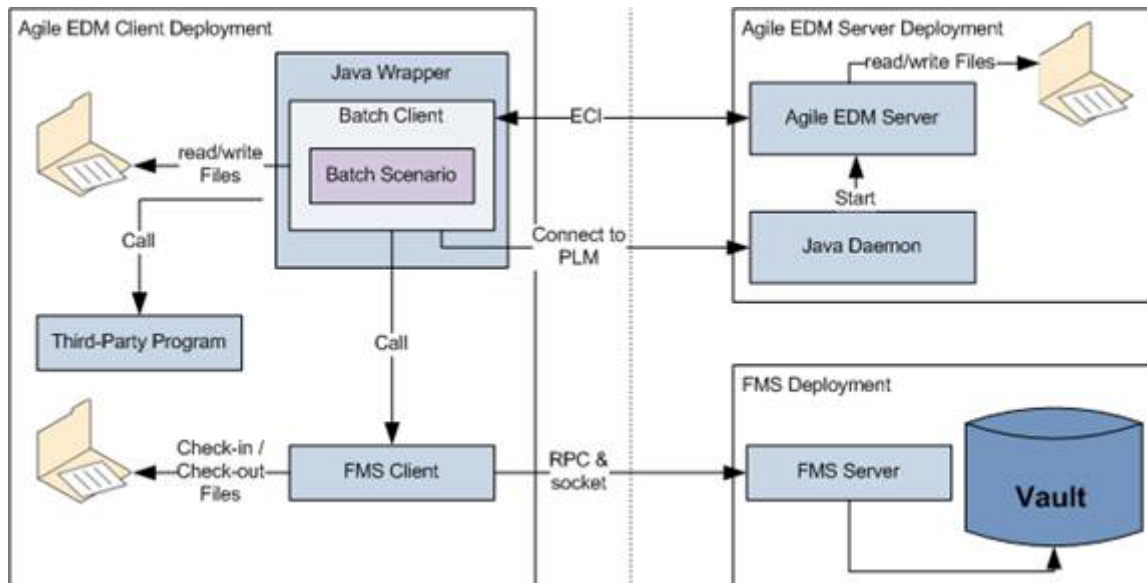 Agile EDM Client Deployment
Java Wrapper
Batch Client
Batch Scenario
read/write
Files
Call
Third-Party Program
Call
Check-in /
Check-out
Files
FMS Client
ECI
Connect to
PLM
RPC &
socket
Agile EDM Server Deployment
read/write Files
Agile EDM Server
Start
Java Daemon
FMS Deployment
FMS Server
Vault